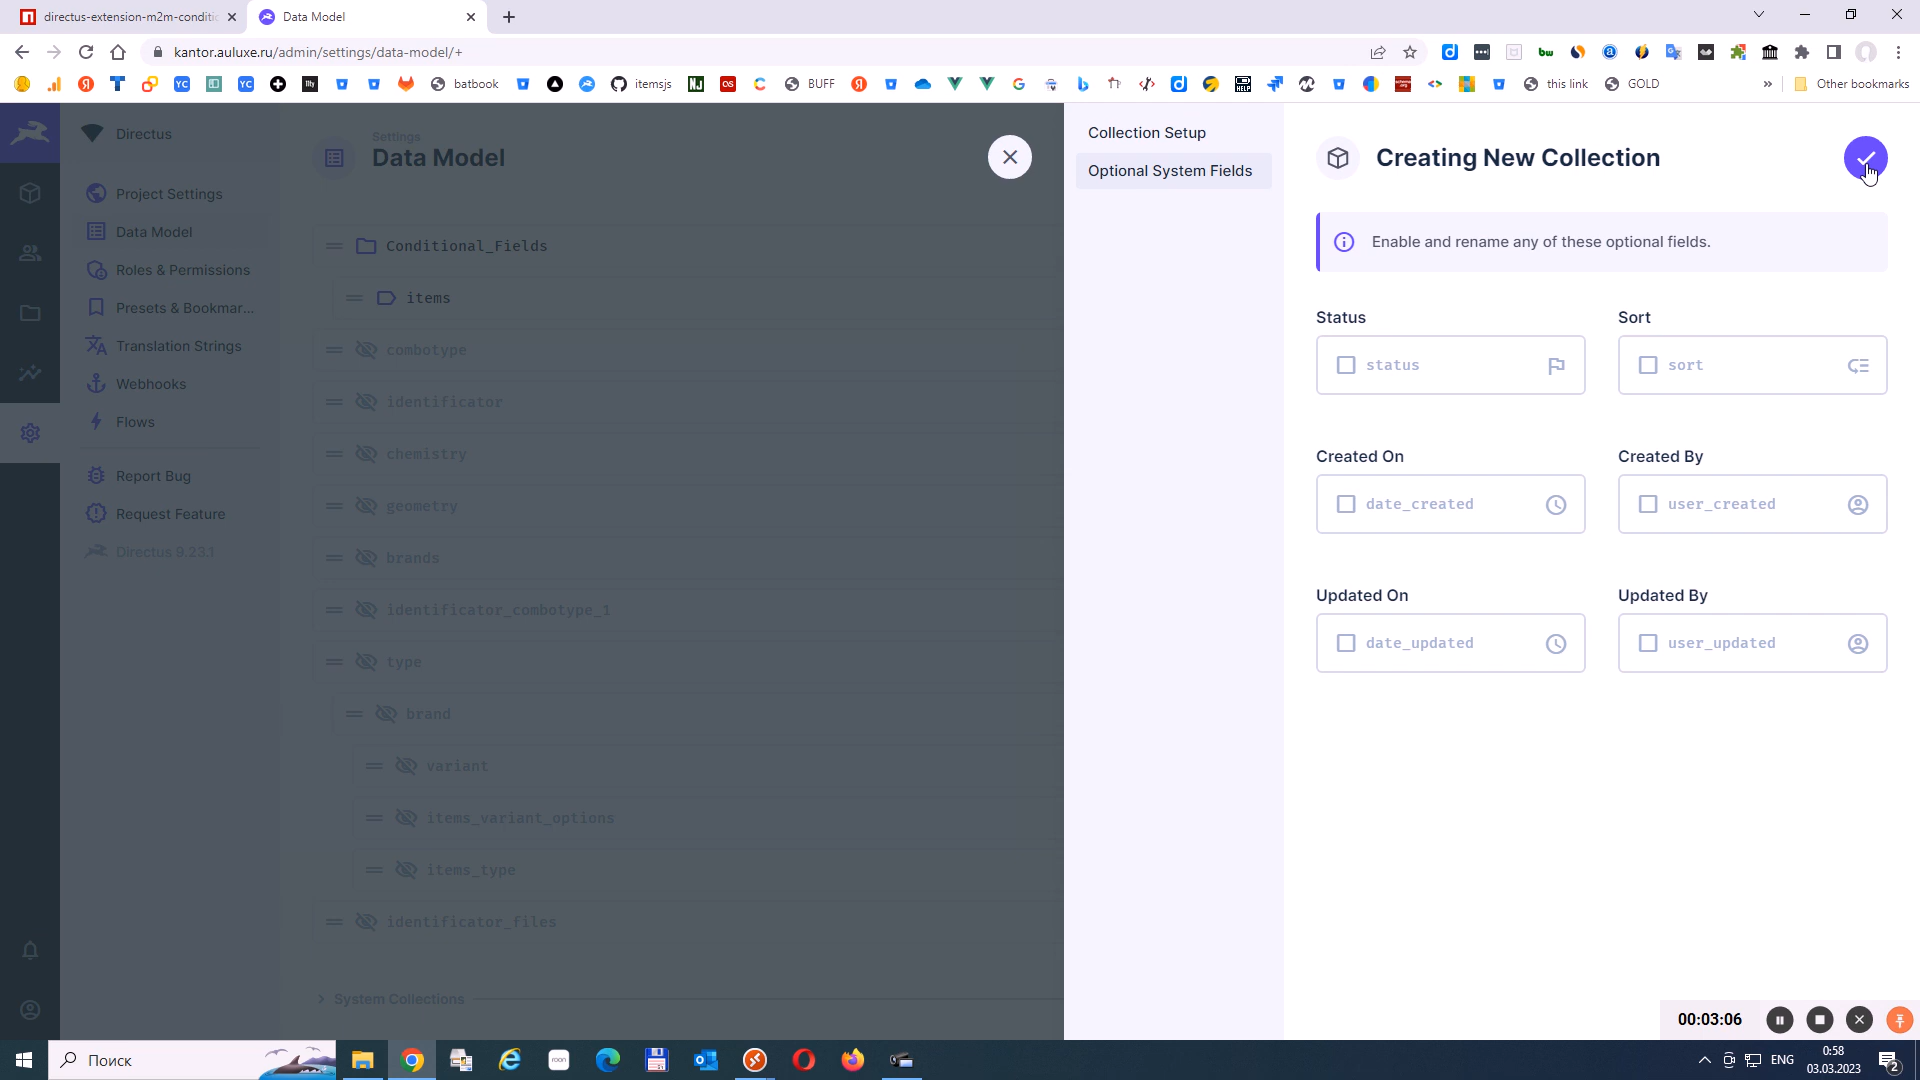 directus-extension-m2m-conditio
Data Model
kantor.auluxe.ru/admin/settings/data-model/+
batbook
itemsjs
BUFF
this link
GOLD
»
Other bookmarks
Directus
Project Settings
Data Model
Roles & Permissions
Presets & Bookmar...
Translation Strings
Webhooks
Flows
Report Bug
Request Feature
Directus 9.23.1
Settings
Data Model
Conditional_Fields
items
combotype
identificator
chemistry
geometry
brands
identificator_combotype_1
type
brand
variant
items_variant_options
items_type
identificator_files
System Collections
Collection Setup
Optional System Fields
Creating New Collection
Enable and rename any of these optional fields.
Status
Sort
status
sort
Created On
Created By
date_created
user_created
Updated On
Updated By
date_updated
user_updated
00:03:06
Поиск
ENG
0:58
03.03.2023
2